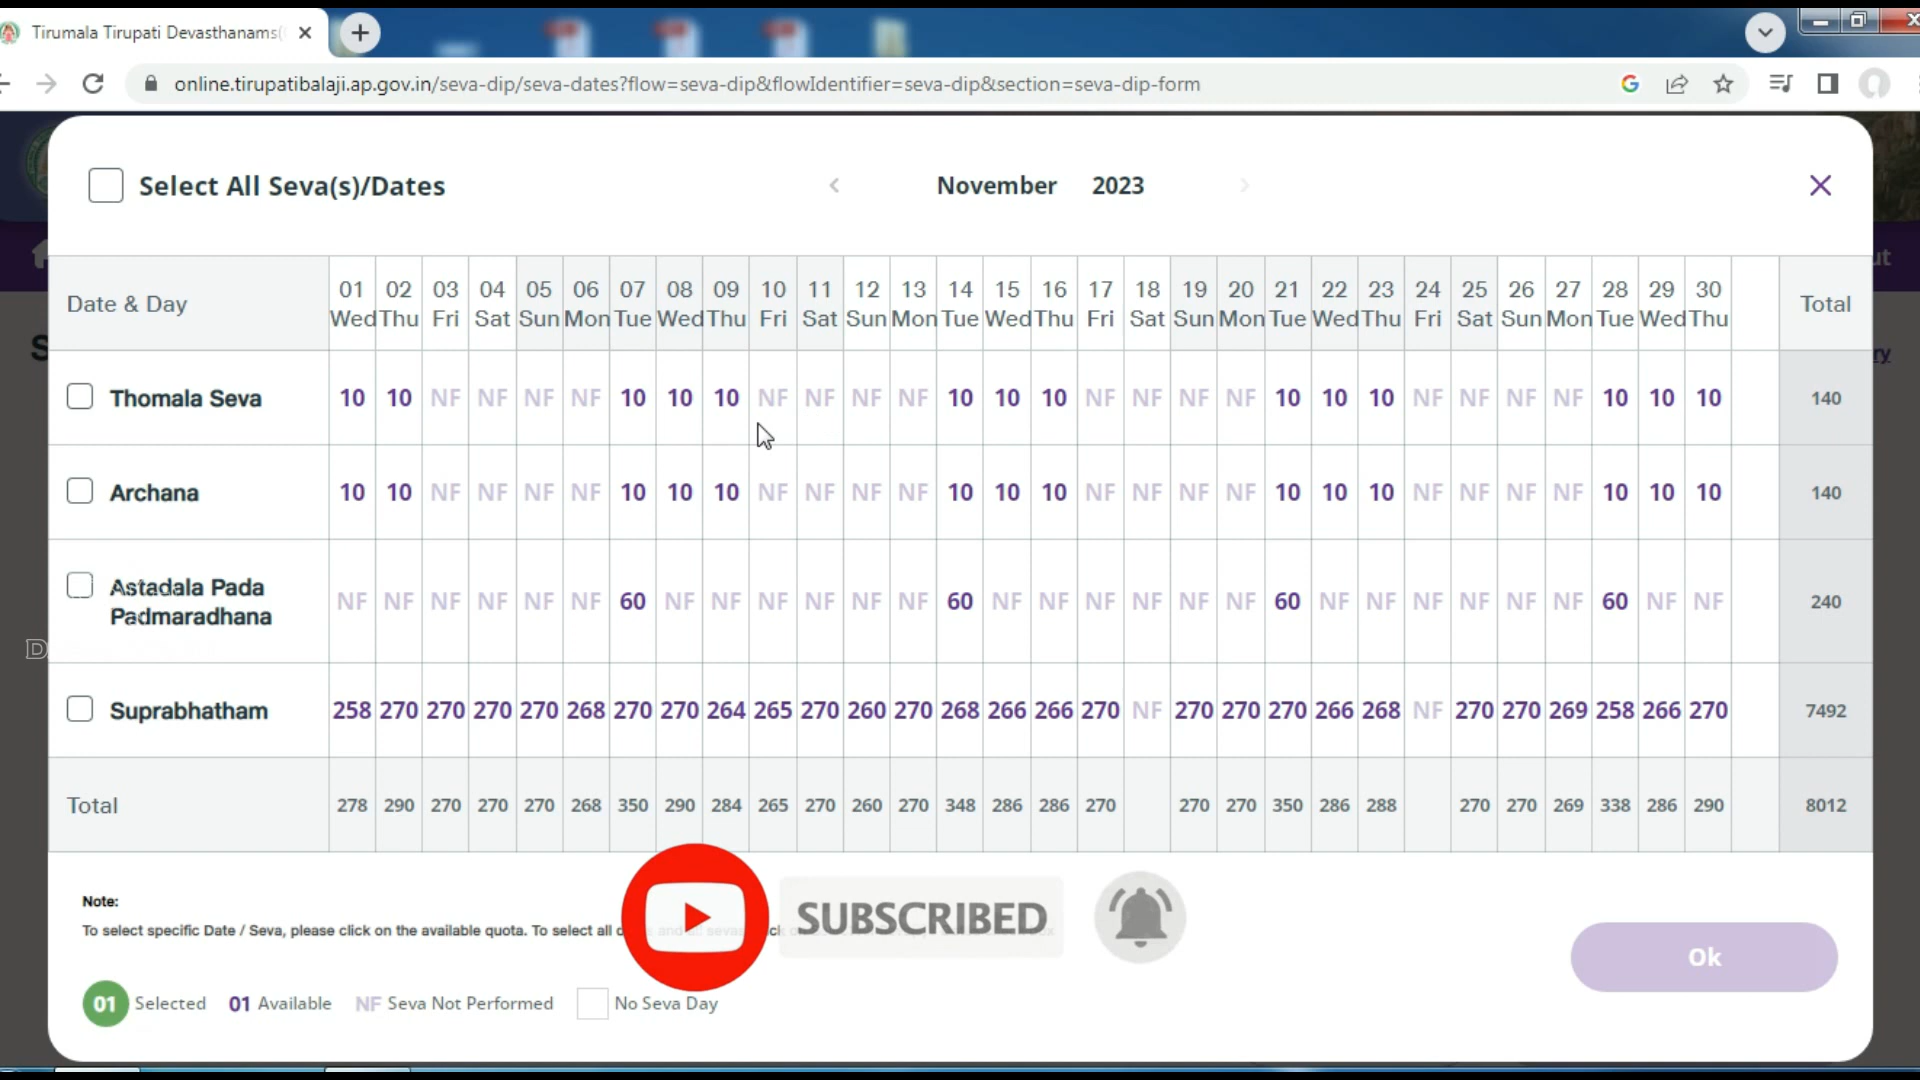 Tirumala Tirupati Devasthanams(
online.tirupatibalaji.ap.gov.in/seva-dip/seva-dates?flow=seva-dip&flowIdentifier=seva-dip&section=seva-dip-form
Select All Seva(s)/Dates
November 2023
Date & Day 01 02 03 04 05 06 07 08 09 10 11 12 13 14 15 16 17 18 19 20 21 22 23 24 25 26 27 28 29 30 Total
Wed Thu Fri Sat Sun Mon Tue Wed Thu Fri Sat Sun Mon Tue Wed Thu Fri Sat Sun Mon Tue Wed Thu Fri Sat Sun Mon Tue Wed Thu
Thomala Seva 10 10 NF NF NF NF 10 10 10 NF NF NF NF 10 10 10 NF NF NF NF 10 10 10 NF NF NF NF 10 10 10 140
Archana 10 10 NF NF NF NF 10 10 10 NF NF NF NF 10 10 10 NF NF NF NF 10 10 10 NF NF NF NF 10 10 10 140
Astadala Pada
Padmaradhana NF NF NF NF NF NF 60 NF NF NF NF NF NF 60 NF NF NF NF NF NF 60 NF NF NF NF NF NF 60 NF NF 240
Suprabhatham 258 270 270 270 270 268 270 270 264 265 270 260 270 268 266 266 270 NF 270 270 270 266 268 NF 270 270 269 258 266 270 7492
Total 278 290 270 270 270 268 350 290 284 265 270 260 270 348 286 286 270 270 270 350 286 288 270 270 269 338 286 290 8012
Note:
To select specific Date / Seva, please click on the available quota. To select all
SUBSCRIBED
Ok
01 Selected 01 Available NF Seva Not Performed No Seva Day